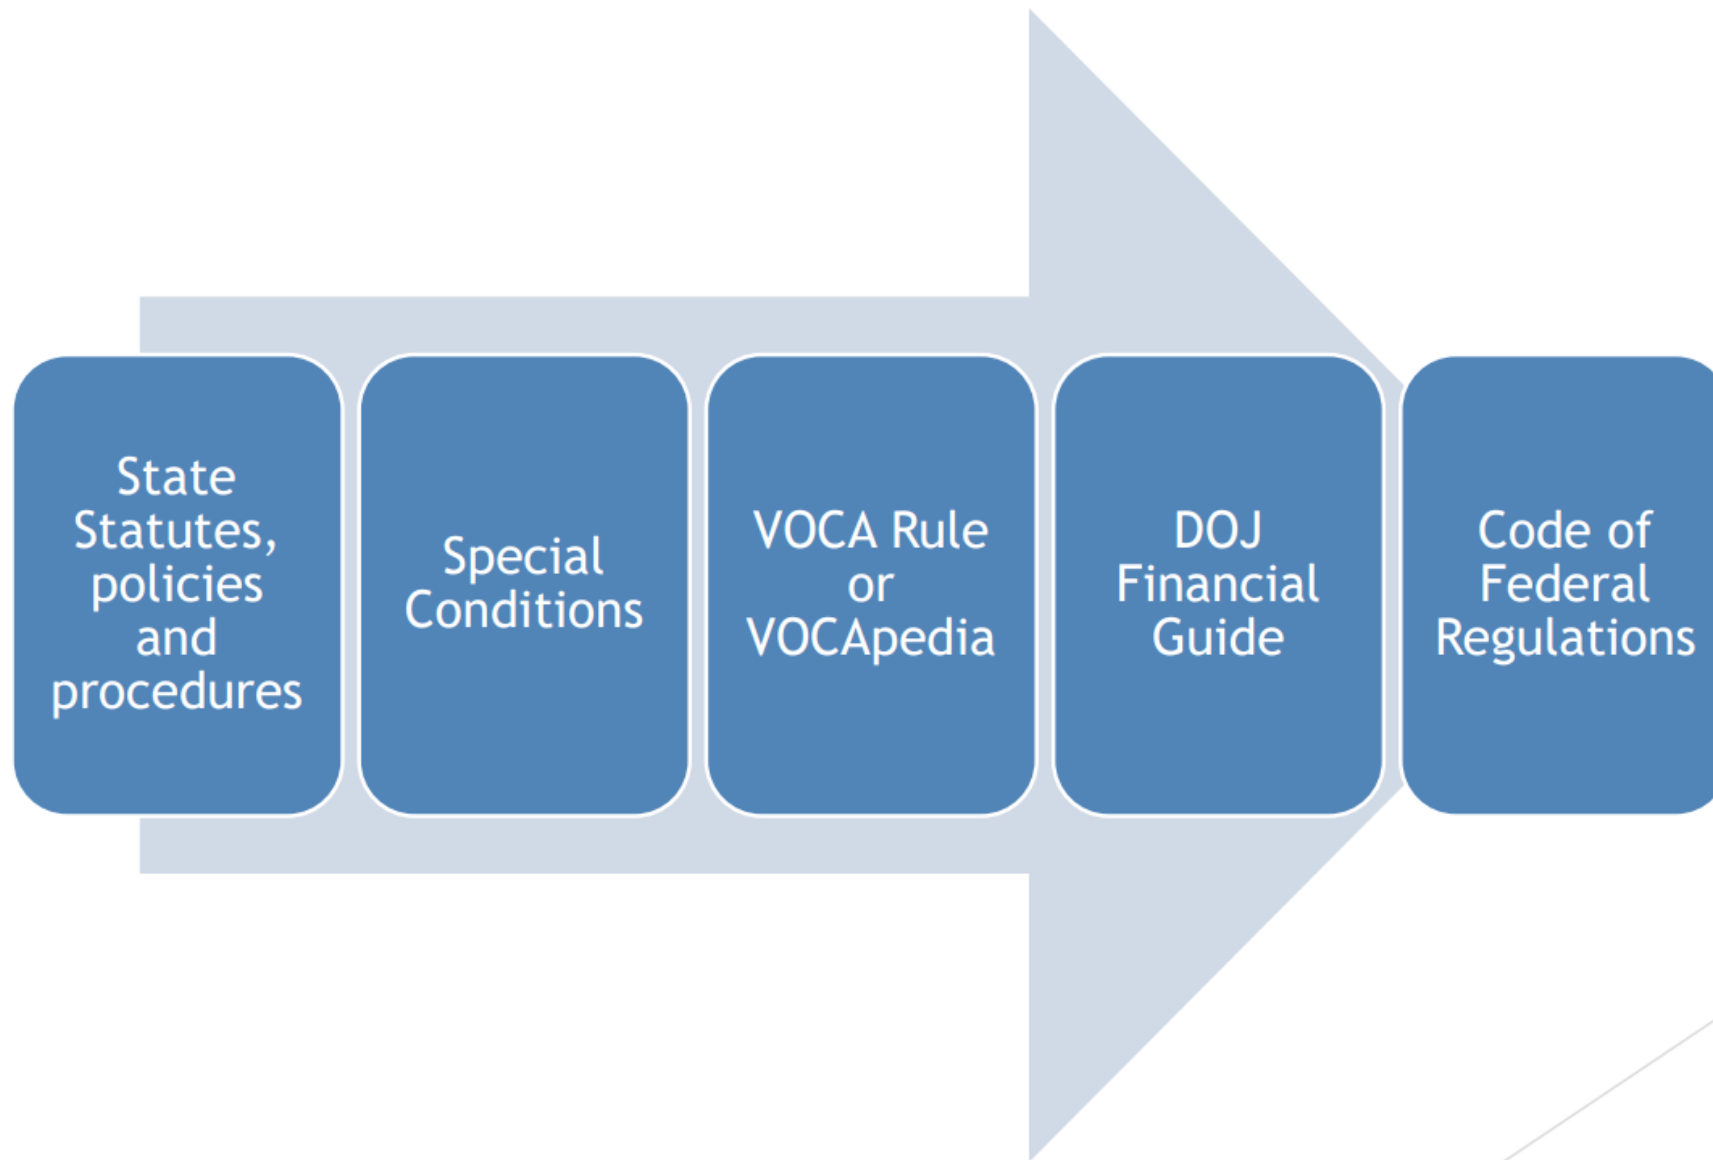 State
Statutes,
policies
and
procedures
Special
Conditions
VOCA Rule
or
VOCApedia
DOJ
Financial
Guide
Code of
Federal
Regulations